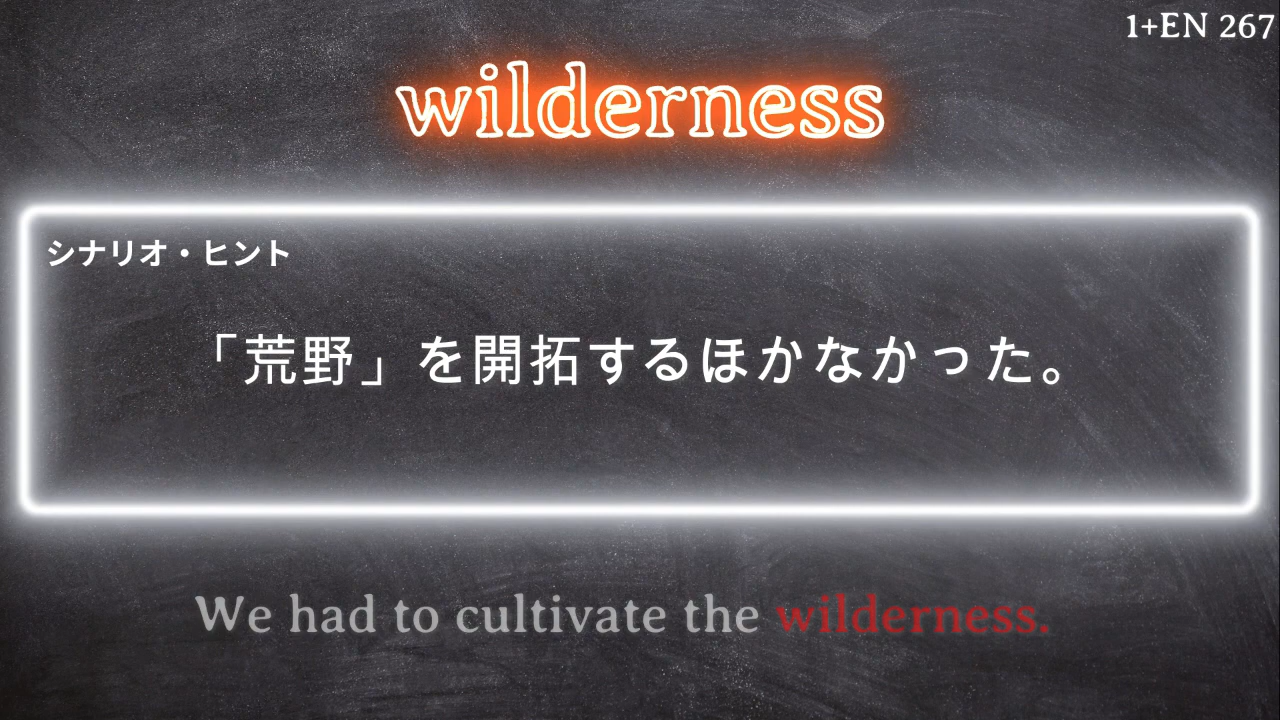 1+EN 267
wilderness
シナリオ・ヒント
「荒野」を開拓するほかなかった。
We had to cultivate the wilderness.